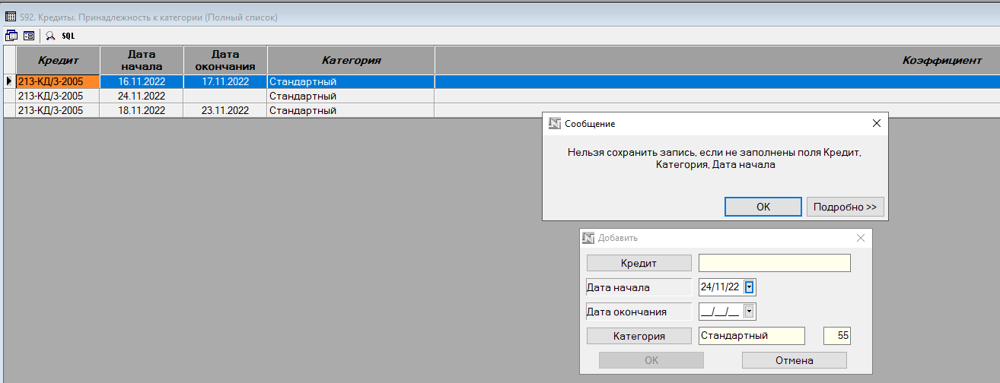 S92. Кредиты. Принадлежность к категории (Полный список)
SQL
Кредит Дата начала Дата окончания Категория Коэффициент
213-КД/3-2005 16.11.2022 17.11.2022 Стандартный
213-КД/3-2005 24.11.2022 Стандартный
213-КД/3-2005 18.11.2022 23.11.2022 Стандартный
Сообщение
Нельзя сохранить запись, если не заполнены поля Кредит,
Категория, Дата начала
OK Подробно >>
Добавить
Кредит
Дата начала 24/11/22
Дата окончания __/__/__
Категория Стандартный 55
OK Отмена